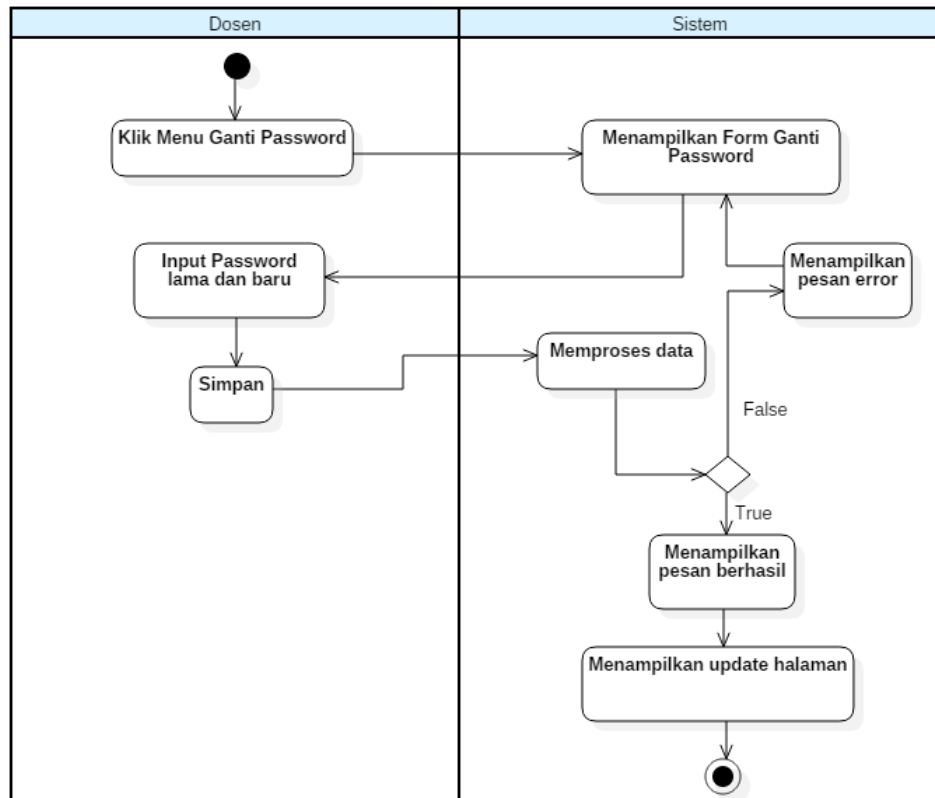 Dosen
Sistem
Klik Menu Ganti Password
Menampilkan Form Ganti
Password
Input Password
lama dan baru
Menampilkan
pesan error
Simpan
Memproses data
False
True
Menampilkan
pesan berhasil
Menampilkan update halaman